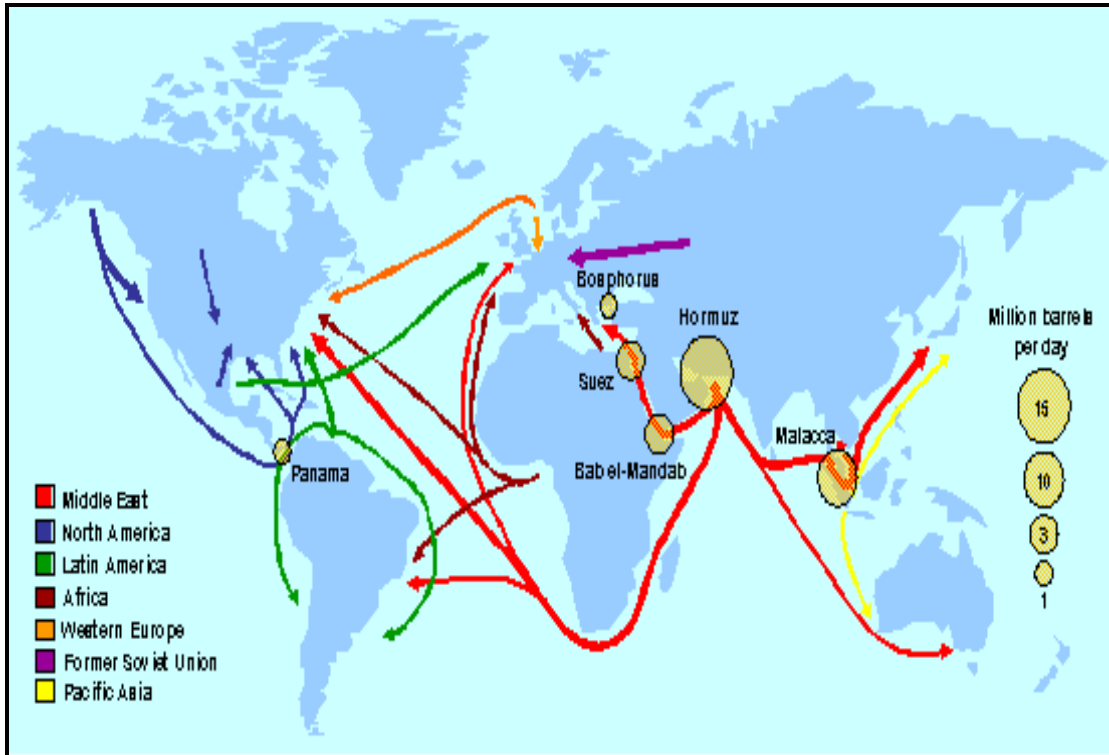 Bosphorus
Hormuz
Million barrels
per day
Suez
15
Malacca
Panama
Bab el-Mandab
10
Middle East
North America
Latin America
3
Africa
1
Western Europe
Former Soviet Union
Pacific Asia